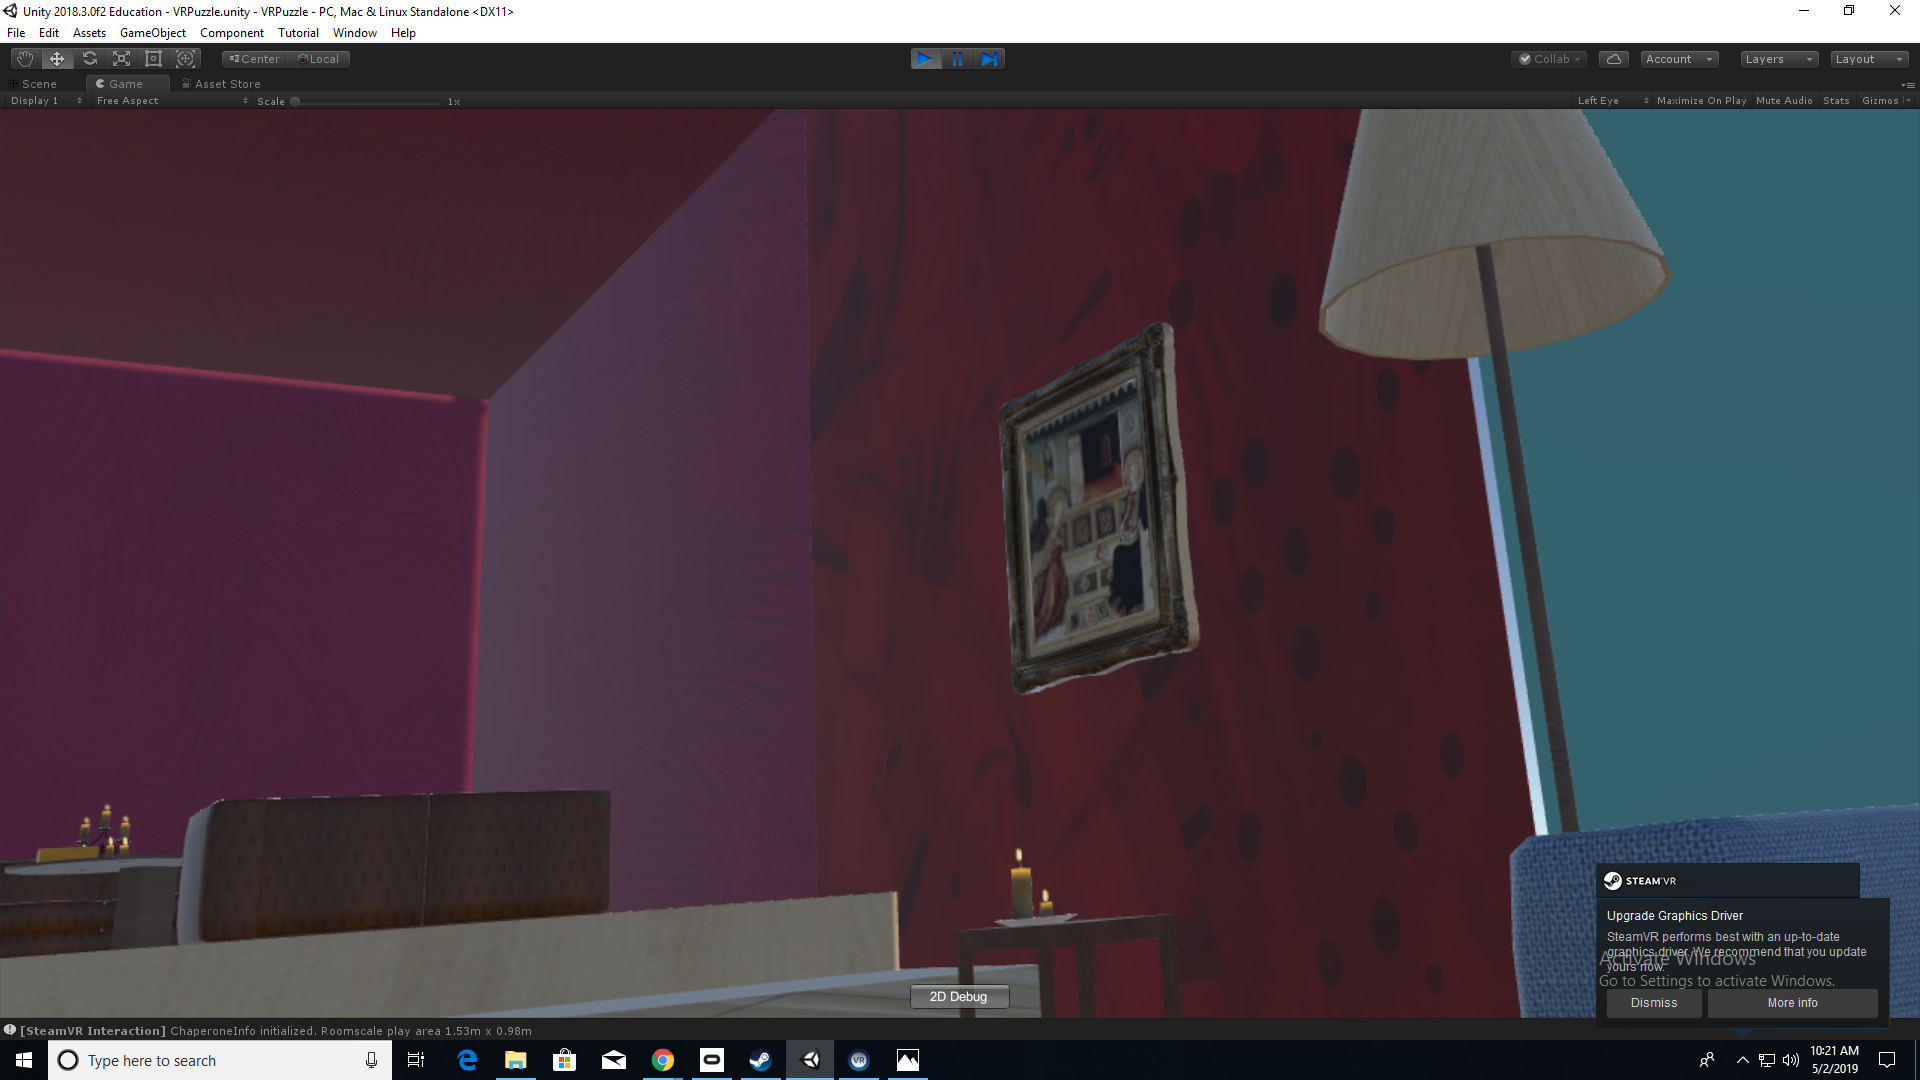 Unity 2018.3.0f2 Education - VRPuzzle.unity - VRPuzzle - PC, Mac & Linux Standalone <DX11>
File Edit Assets GameObject Component Tutorial Window Help
Center Local Collab Account Layers Layout
Scene Game Asset Store
Display 1 Free Aspect Scale 1x Left Eye Maximize On Play Mute Audio Stats Gizmos
STEAM VR
Upgrade Graphics Driver
SteamVR performs best with an up-to-date
graphics driver. We recommend that you update
yours now.
Activate Windows
Go to Settings to activate Windows.
Dismiss More info
2D Debug
[SteamVR Interaction] ChaperoneInfo initialized. Roomscale play area 1.53m x 0.98m
Type here to search
VR
10:21 AM
5/2/2019